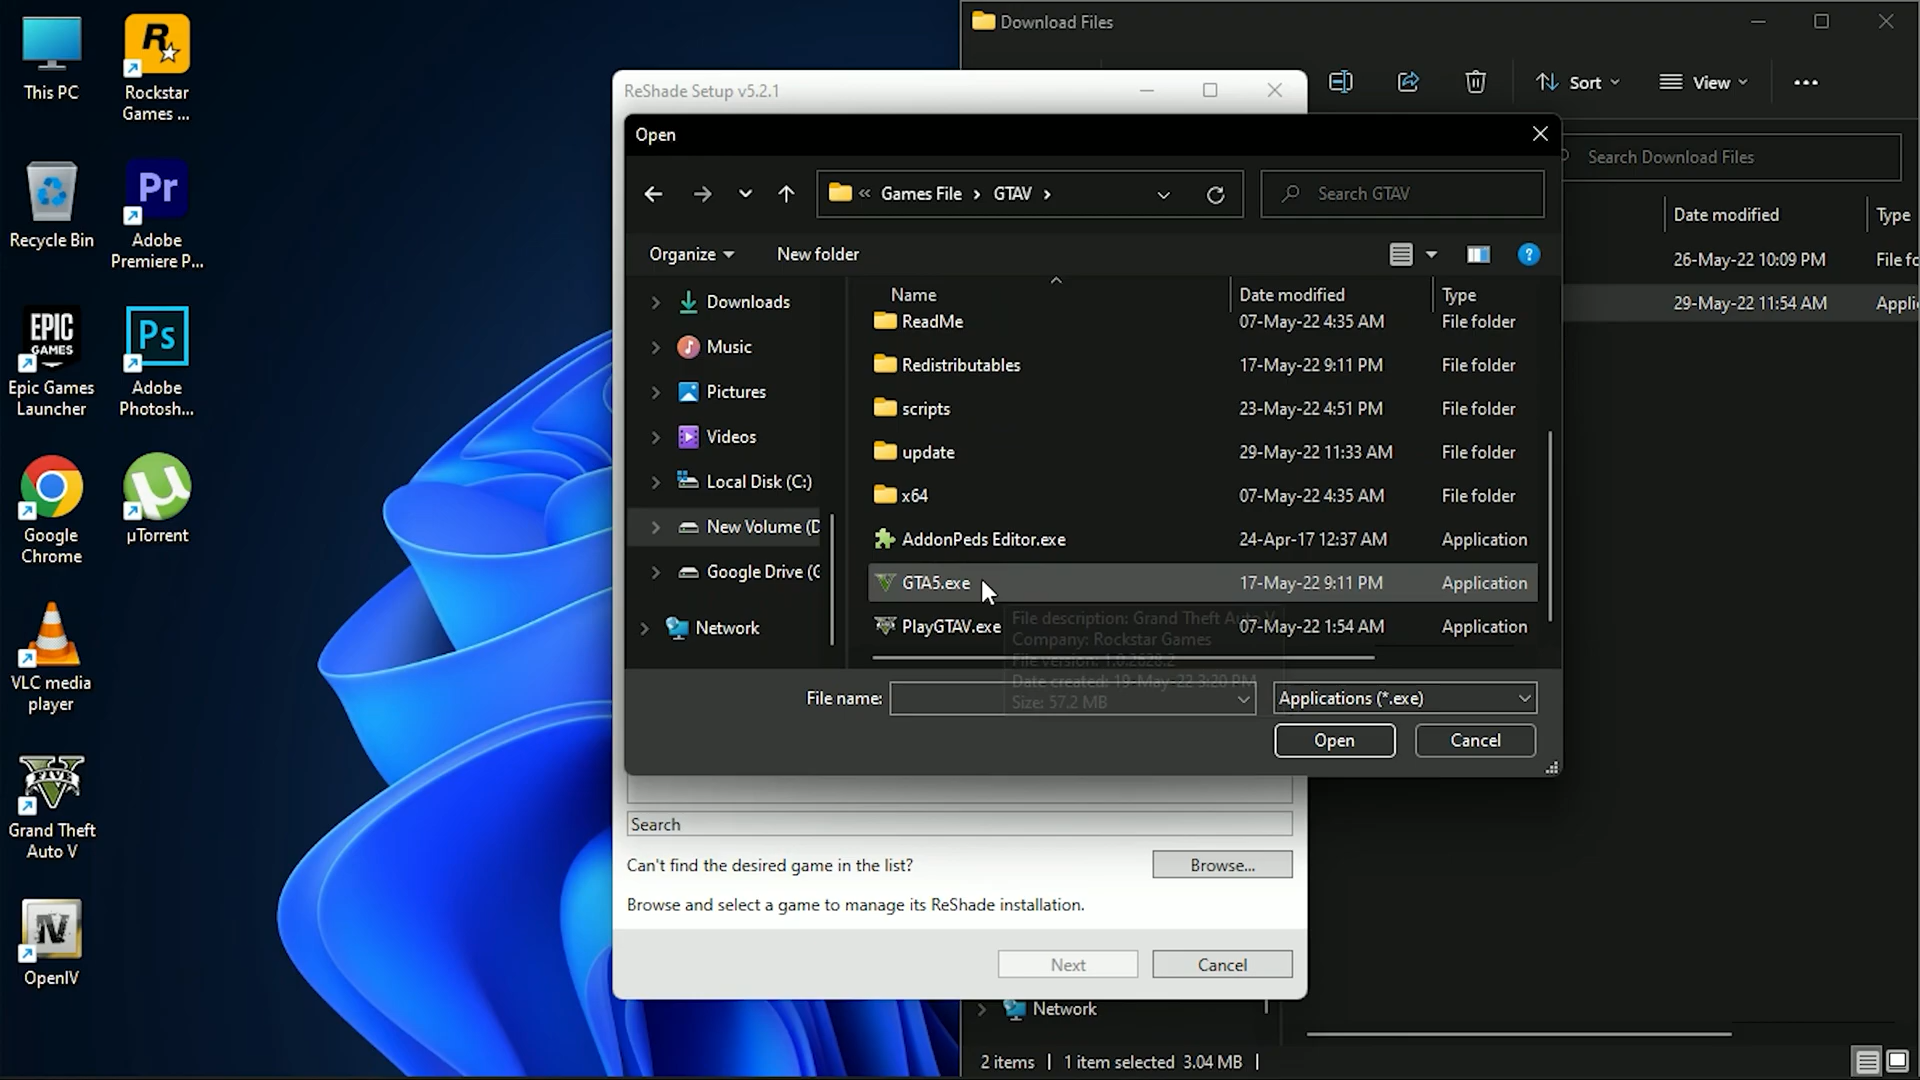 This PC
Rockstar
Games ...
Recycle Bin
Pr
Adobe
Premiere P...
EPIC
GAMES
Epic Games
Launcher
Ps
Adobe
Photosh...
Google
Chrome
µTorrent
VLC media
player
FIVE
Grand Theft
Auto V
IV
OpenIV
Download Files
Sort
View
Search Download Files
Date modified
Type
26-May-22 10:09 PM
File fo
29-May-22 11:54 AM
Appli
ReShade Setup v5.2.1
Open
« Games File › GTAV ›
Search GTAV
Organize
New folder
Name
Date modified
Type
Downloads
Music
Pictures
Videos
Local Disk (C:)
New Volume (D
Google Drive (G
Network
ReadMe 07-May-22 4:35 AM File folder
Redistributables 17-May-22 9:11 PM File folder
scripts 23-May-22 4:51 PM File folder
update 29-May-22 11:33 AM File folder
x64 07-May-22 4:35 AM File folder
AddonPeds Editor.exe 24-Apr-17 12:37 AM Application
GTA5.exe 17-May-22 9:11 PM Application
PlayGTAV.exe 07-May-22 1:54 AM Application
File description: Grand Theft Auto V
Company: Rockstar Games
File version: 1.0.2628.2
Date created: 19-May-22 3:20 PM
Size: 57.2 MB
File name:
Applications (*.exe)
Open
Cancel
Search
Can't find the desired game in the list?
Browse...
Browse and select a game to manage its ReShade installation.
Next
Cancel
Network
2 items | 1 item selected 3.04 MB |